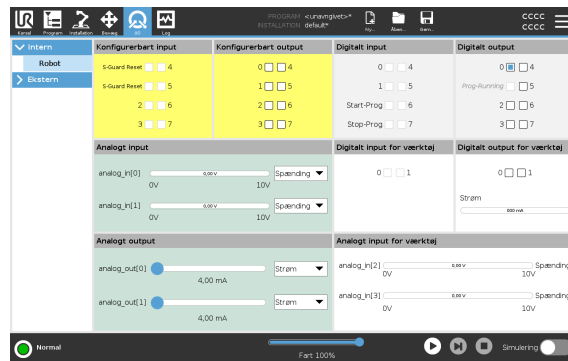 PROGRAM <unavngivet>*
INSTALLATION default*
Kørsel Program Installation Bevæg I/O Log Ny... Åben... Gem...
CCCC
CCCC
Intern
Robot
Ekstern
Konfigurerbart input
S-Guard Reset 4
S-Guard Reset 5
2 6
3 7
Konfigurerbart output
0 4
1 5
2 6
3 7
Digitalt input
0 4
1 5
Start-Prog 6
Stop-Prog 7
Digitalt output
0 4
Prog-Running 5
2 6
3 7
Analogt input
analog_in[0] 0,00 V Spænding
0V 10V
analog_in[1] 0,00 V Spænding
0V 10V
Digitalt input for værktøj
0 1
Digitalt output for værktøj
0 1
Strøm
000 mA
Analogt output
analog_out[0] Strøm
4,00 mA
analog_out[1] Strøm
4,00 mA
Analogt input for værktøj
analog_in[2] 0,00 V Spænding
0V 10V
analog_in[3] 0,00 V Spænding
0V 10V
Normal
Fart 100%
Simulering